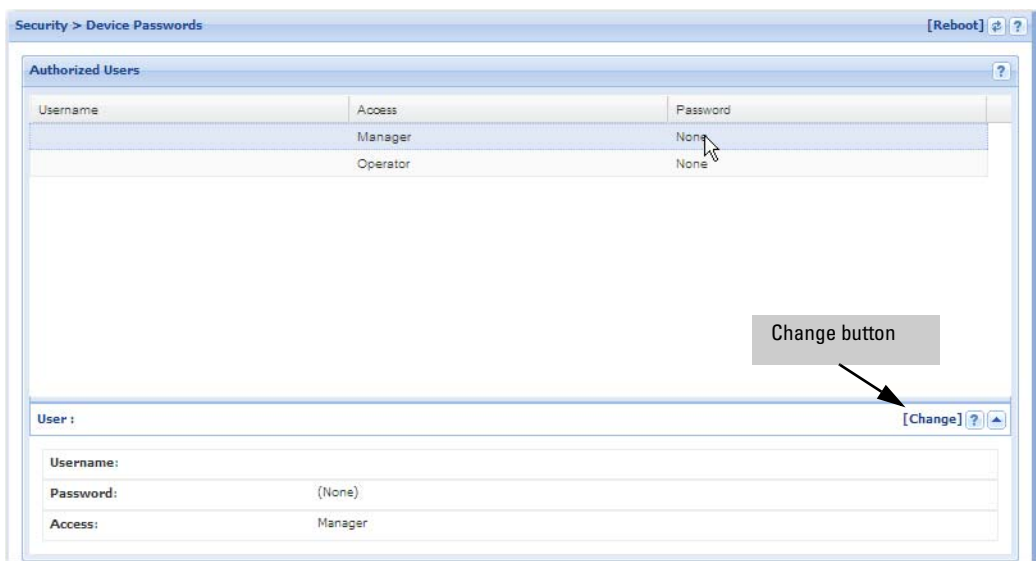 Security > Device Passwords [Reboot] ?
Authorized Users ?
Username Access Password
Manager None
Operator None
Change button
User : [Change] ?
Username:
Password: (None)
Access: Manager